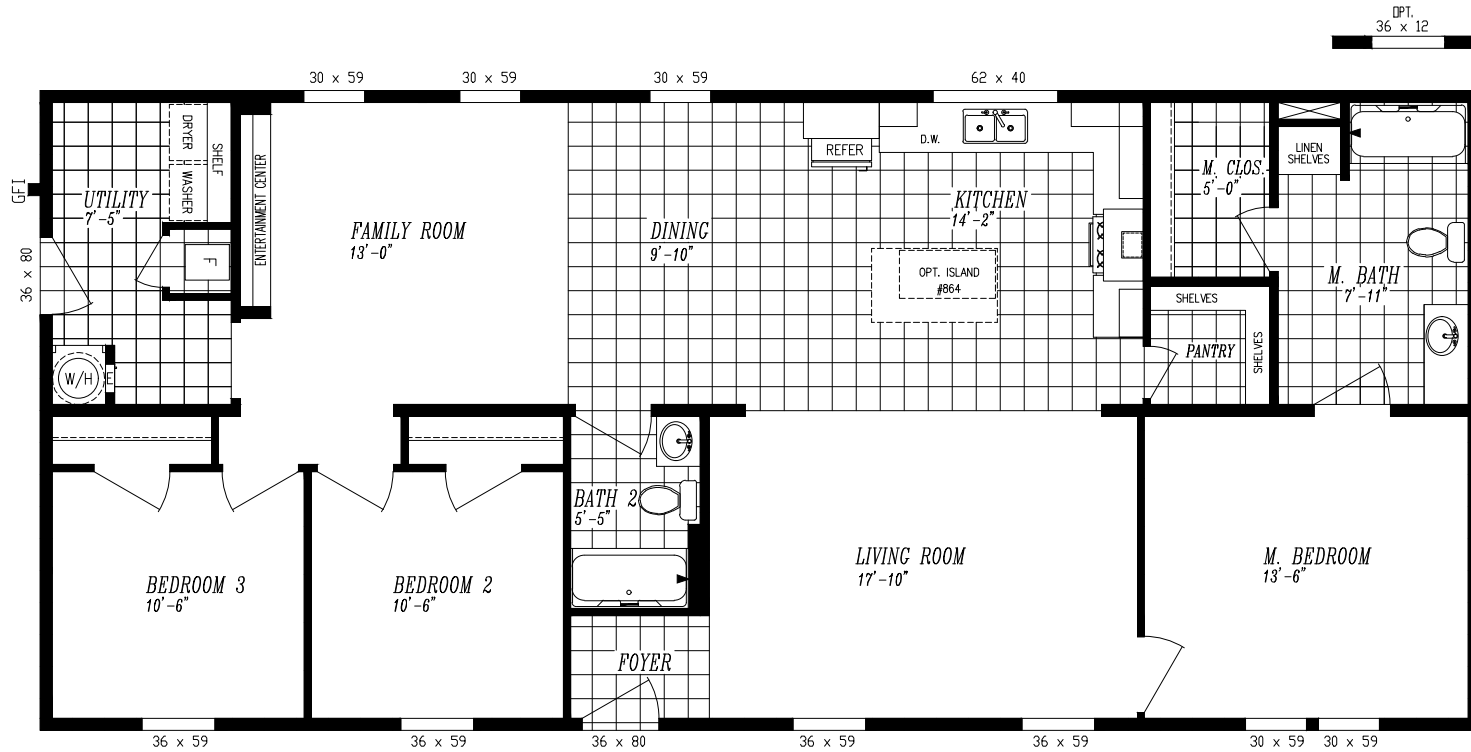 OPT.
36 x 12
30 x 59
30 x 59
30 x 59
62 x 40
DRYER
WASHER
SHELF
ENTERTAINMENT CENTER
REFER
D.W.
LINEN
SHELVES
M. CLOS.
5'-0"
GFI
UTILITY
7'-5"
KITCHEN
14'-2"
FAMILY ROOM
13'-0"
DINING
9'-10"
36 x 80
F
OPT. ISLAND
#864
M. BATH
7'-11"
SHELVES
SHELVES
PANTRY
W/H
E
BATH 2
5'-5"
BEDROOM 3
10'-6"
BEDROOM 2
10'-6"
LIVING ROOM
17'-10"
M. BEDROOM
13'-6"
FOYER
36 x 59
36 x 59
36 x 80
36 x 59
36 x 59
30 x 59
30 x 59